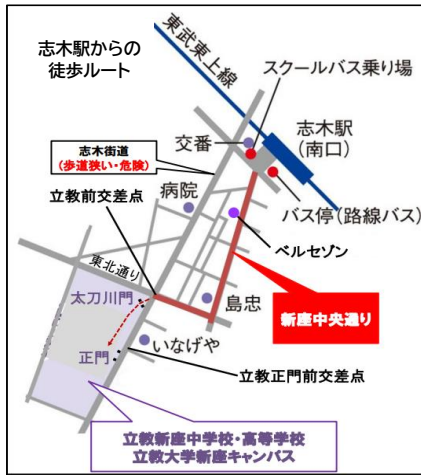 志木駅からの
徒歩ルート
東武東上線
スクールバス乗り場
交番
志木駅
(南口)
志木街道
(歩道狭い・危険)
病院
バス停(路線バス)
立教前交差点
ベルセゾン
東北通り
太刀川門
島忠
新座中央通り
正門
いなげや
立教正門前交差点
立教新座中学校・高等学校
立教大学新座キャンパス